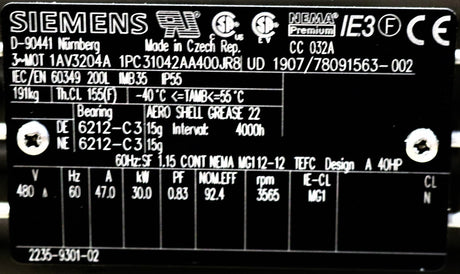 SIEMENS NEMA Premium IE3 CE
D-90441 Nürnberg Made in Czech Rep. CC 032A
3-MOT 1AV3204A 1PC31042AA400JR8 UD 1907/78091563-002
IEC/EN 60349 200L IMB35 IP55
191kg Th.CL 155(F) -40°C <=TAMB<=55°C
Bearing AERO SHELL GREASE 22
DE 6212-C3 15g Interval: 4000h
NE 6212-C3 15g
60Hz:SF 1.15 CONT NEMA MG112-12 TEFC Design A 40HP
V Hz A kW PF NOM.EFF rpm IE-CL CL
480 60 47.0 30.0 0.83 92.4 3565 MG1 N
2235-9301-02